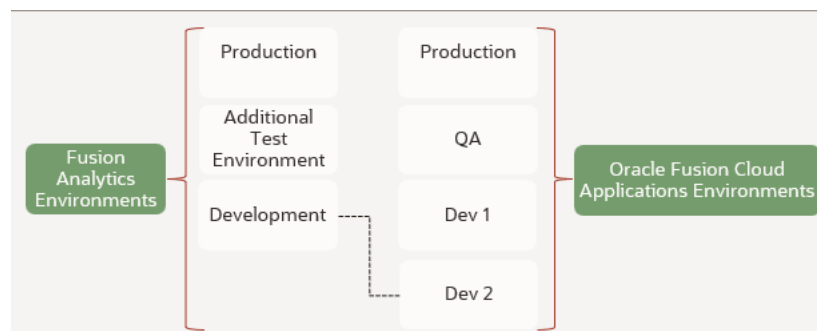 Production
Production
Additional
Test
Environment
QA
Fusion
Analytics
Environments
Oracle Fusion Cloud
Applications Environments
Development
Dev 1
Dev 2